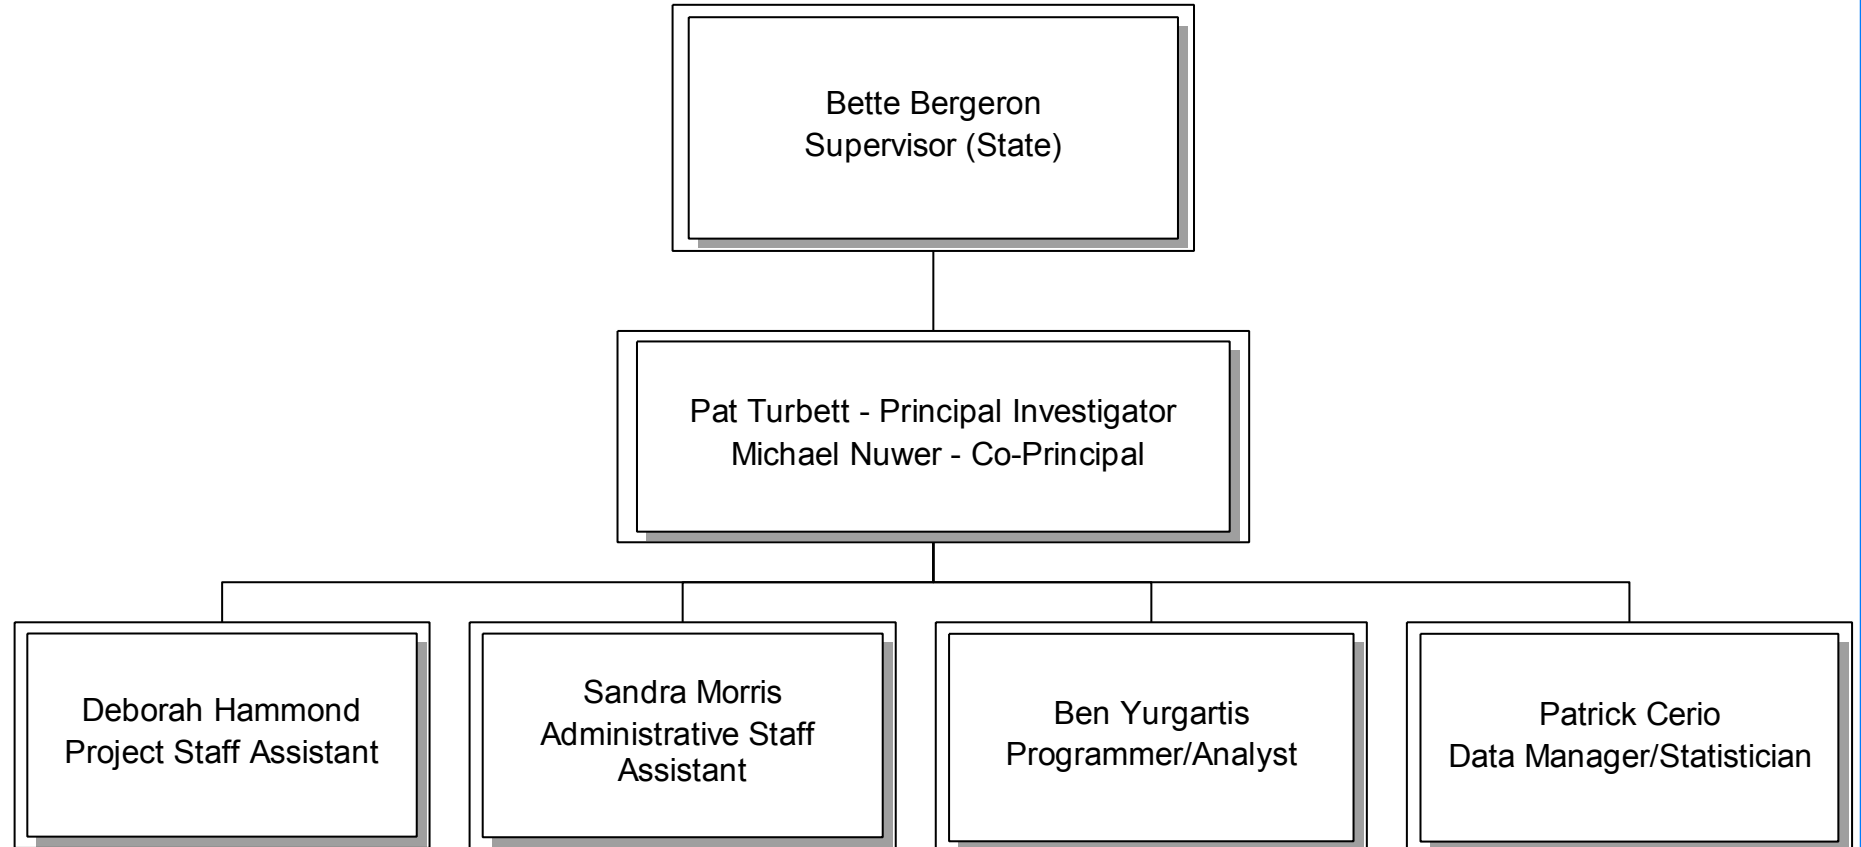 Bette Bergeron
Supervisor (State)
Pat Turbett - Principal Investigator
Michael Nuwer - Co-Principal
Deborah Hammond
Project Staff Assistant
Sandra Morris
Administrative Staff
Assistant
Ben Yurgartis
Programmer/Analyst
Patrick Cerio
Data Manager/Statistician